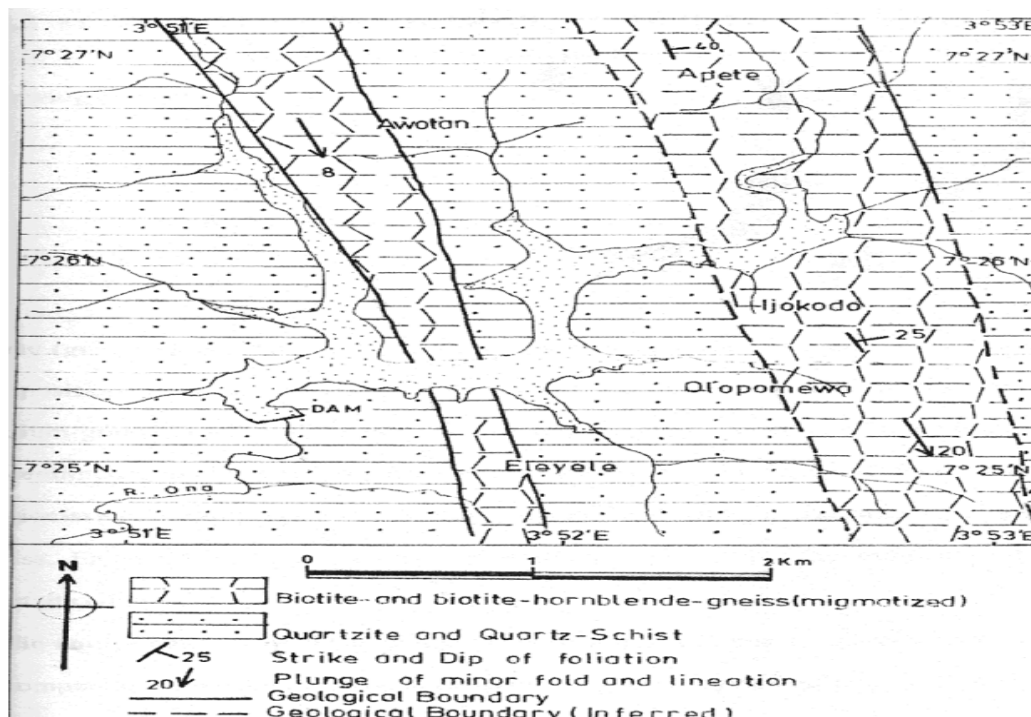 3° 51'E
3°53'E
7° 27'N
7° 27'N
40
Apete
Awotan
8
7° 26'N
7° 26'N
Ijokodo
25
Olopomewa
DAM
20
Eleyele
7° 25'N
7° 25'N
R. Ona
3° 51'E
3° 52'E
3° 53'E
N
0 1 2 Km
Biotite- and biotite-hornblende-gneiss(migmatized)
Quartzite and Quartz-Schist
25 Strike and Dip of foliation
20 Plunge of minor fold and lineation
Geological Boundary
Geological Boundary (Inferred)